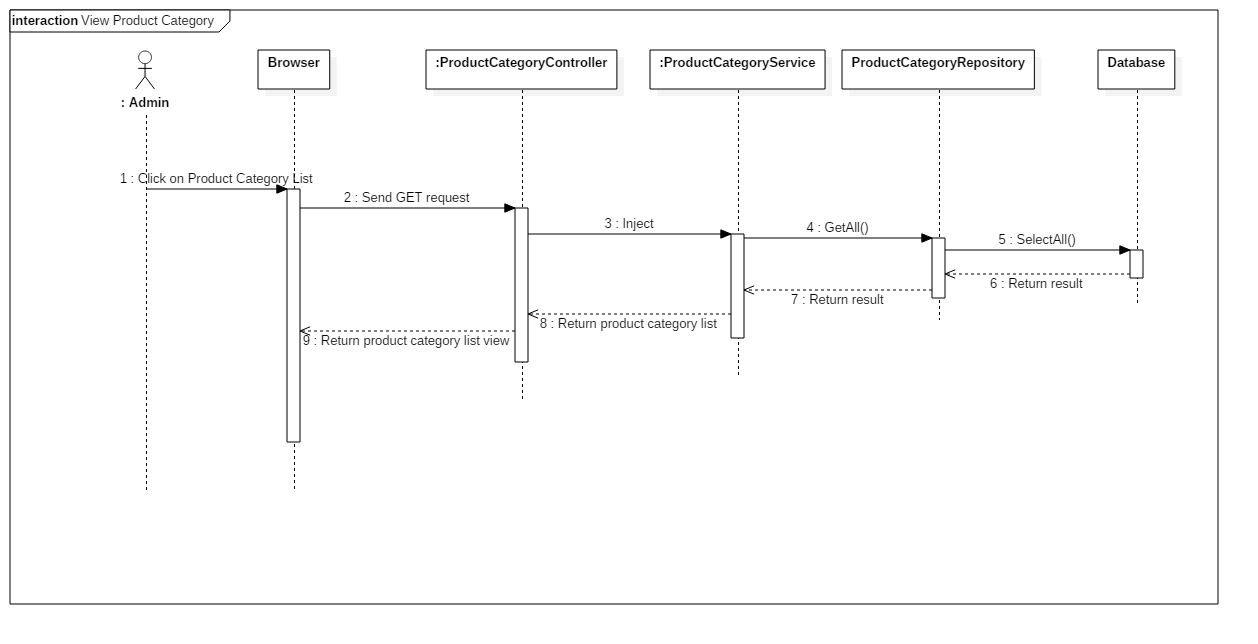 interaction View Product Category
: Admin
Browser
:ProductCategoryController
:ProductCategoryService
ProductCategoryRepository
Database
1 : Click on Product Category List
2 : Send GET request
3 : Inject
4 : GetAll()
5 : SelectAll()
6 : Return result
7 : Return result
8 : Return product category list
9 : Return product category list view